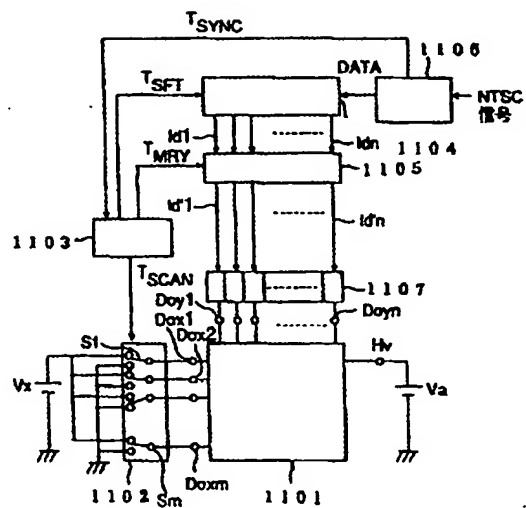 TSYNC
1106
TSFT
DATA
NTSC
信号
Id1
Idn
1104
TMRY
1105
Id'1
Id'n
1103
TSCAN
1107
Doy1
Doyn
Dox1
Dox2
S1
Hv
Vx
Va
1102
Sm
Doxm
1101